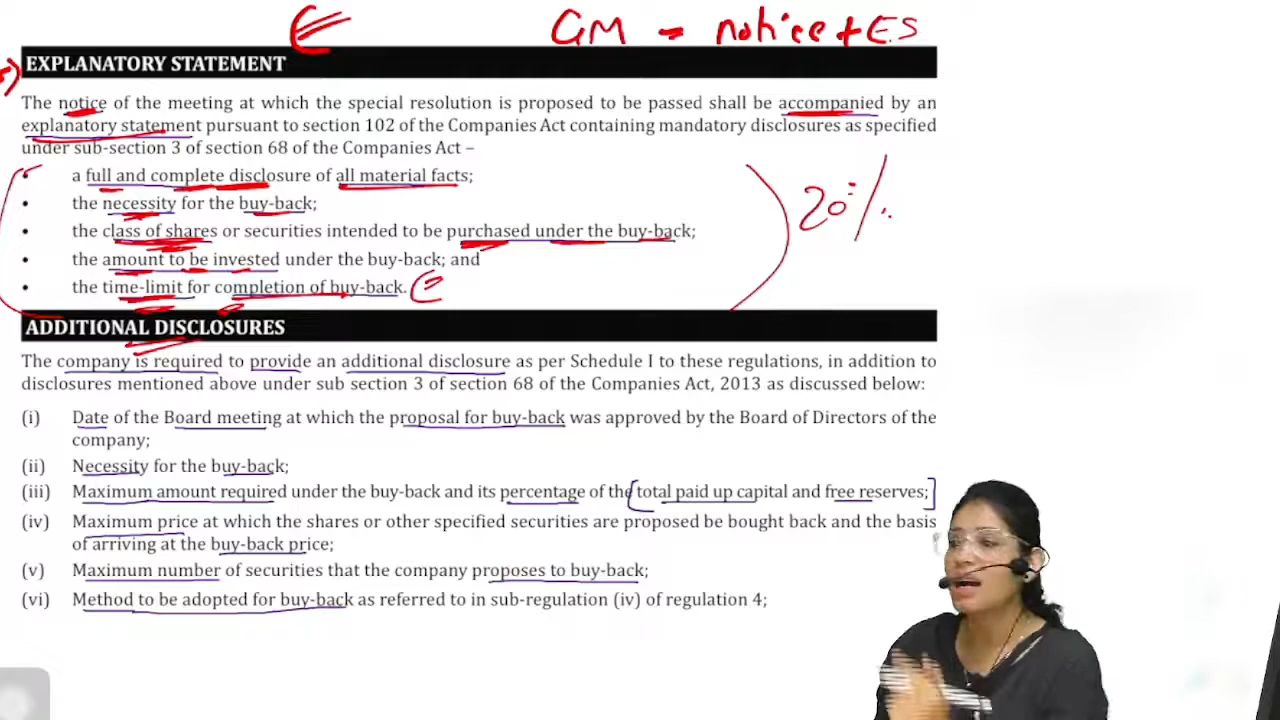 GM = notice + ES
EXPLANATORY STATEMENT
The notice of the meeting at which the special resolution is proposed to be passed shall be accompanied by an
explanatory statement pursuant to section 102 of the Companies Act containing mandatory disclosures as specified
under sub-section 3 of section 68 of the Companies Act –
• a full and complete disclosure of all material facts;
• the necessity for the buy-back;
• the class of shares or securities intended to be purchased under the buy-back;
• the amount to be invested under the buy-back; and
• the time-limit for completion of buy-back.
20%
ADDITIONAL DISCLOSURES
The company is required to provide an additional disclosure as per Schedule I to these regulations, in addition to
disclosures mentioned above under sub section 3 of section 68 of the Companies Act, 2013 as discussed below:
(i) Date of the Board meeting at which the proposal for buy-back was approved by the Board of Directors of the
company;
(ii) Necessity for the buy-back;
(iii) Maximum amount required under the buy-back and its percentage of the total paid up capital and free reserves;
(iv) Maximum price at which the shares or other specified securities are proposed be bought back and the basis
of arriving at the buy-back price;
(v) Maximum number of securities that the company proposes to buy-back;
(vi) Method to be adopted for buy-back as referred to in sub-regulation (iv) of regulation 4;